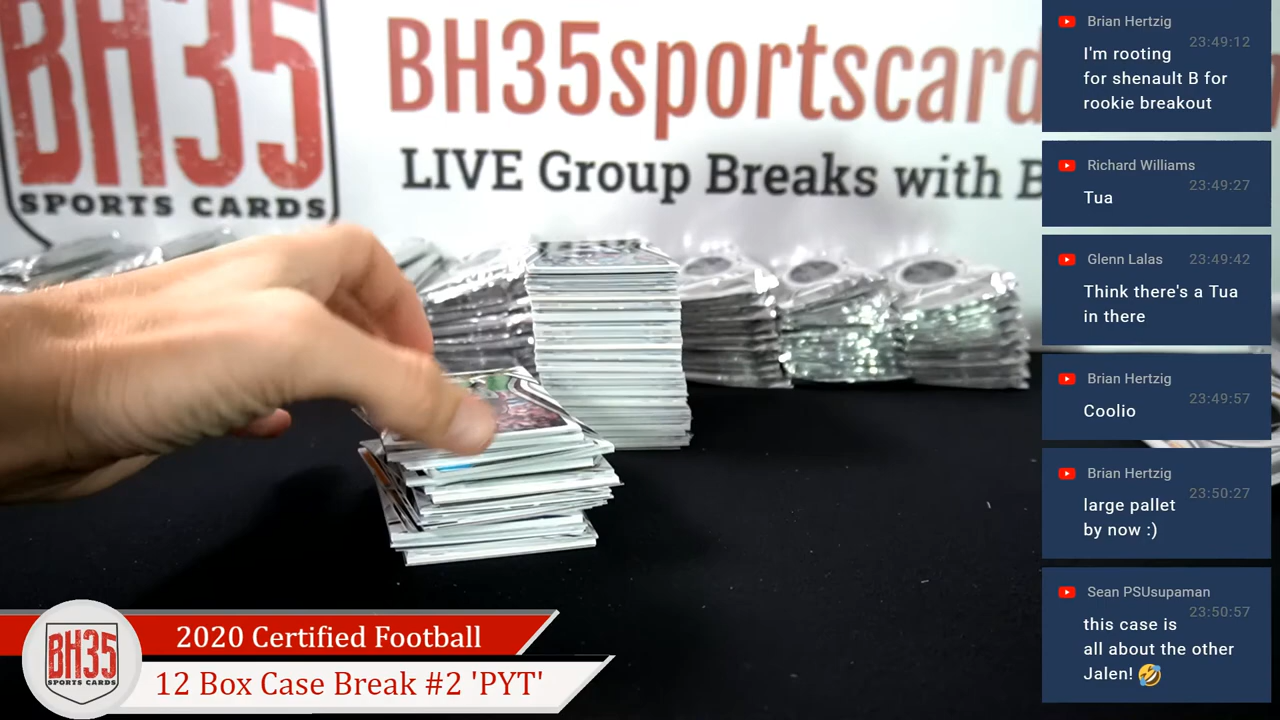 BH35
SPORTS CARDS
BH35sportscard
LIVE Group Breaks with B
Brian Hertzig
23:49:12
I'm rooting
for shenault B for
rookie breakout
Richard Williams
23:49:27
Tua
Glenn Lalas 23:49:42
Think there's a Tua
in there
Brian Hertzig
23:49:57
Coolio
Brian Hertzig
23:50:27
large pallet
by now :)
Sean PSUsupaman
23:50:57
this case is
all about the other
Jalen! 🤣
BH35
SPORTS CARDS
2020 Certified Football
12 Box Case Break #2 'PYT'